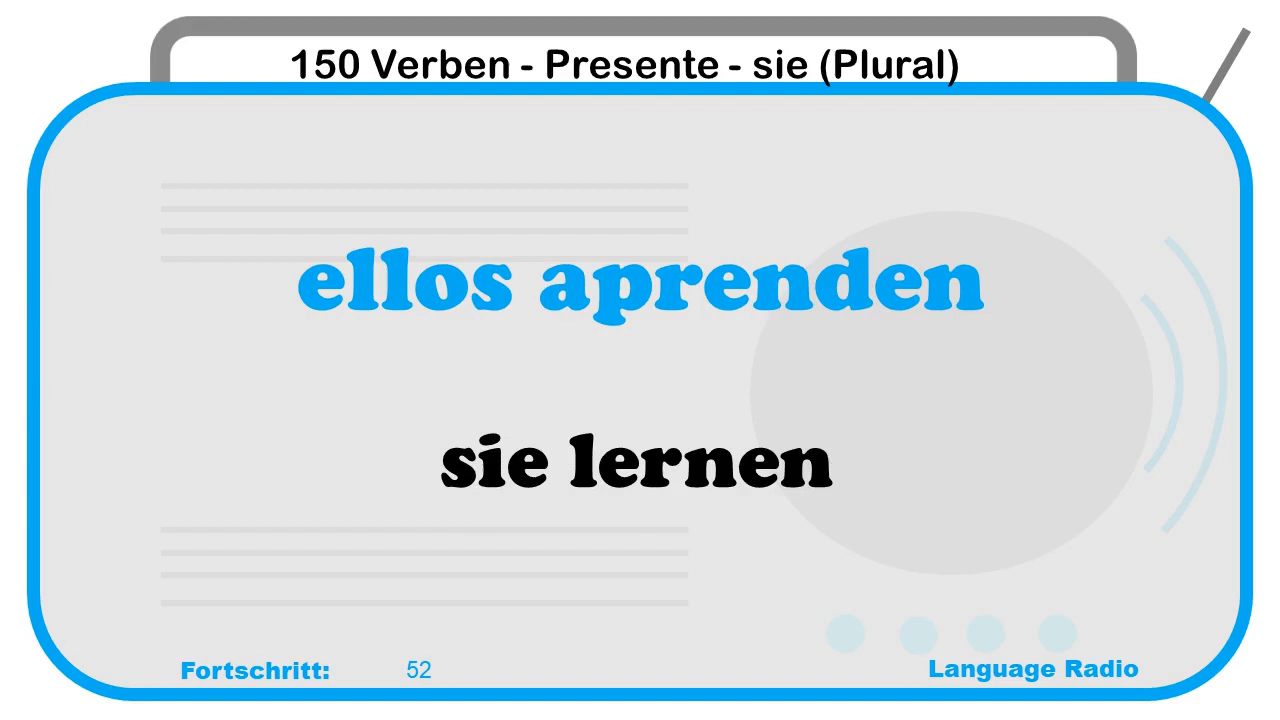 150 Verben - Presente - sie (Plural)
ellos aprenden
sie lernen
Fortschritt: 52
Language Radio